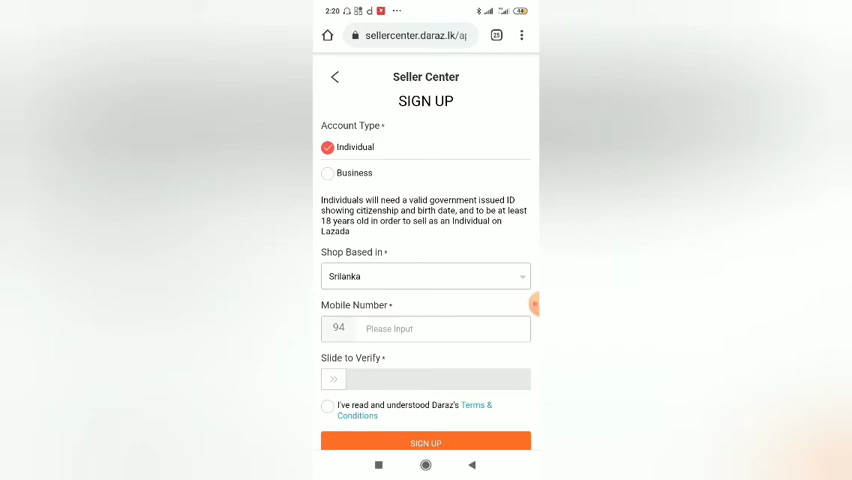 2:20
sellercenter.daraz.lk/ap
25
Seller Center
SIGN UP
Account Type*
Individual
Business
Individuals will need a valid government issued ID
showing citizenship and birth date, and to be at least
18 years old in order to sell as an Individual on
Lazada
Shop Based in*
Srilanka
Mobile Number*
94 Please Input
Slide to Verify*
I've read and understood Daraz's Terms &
Conditions
SIGN UP